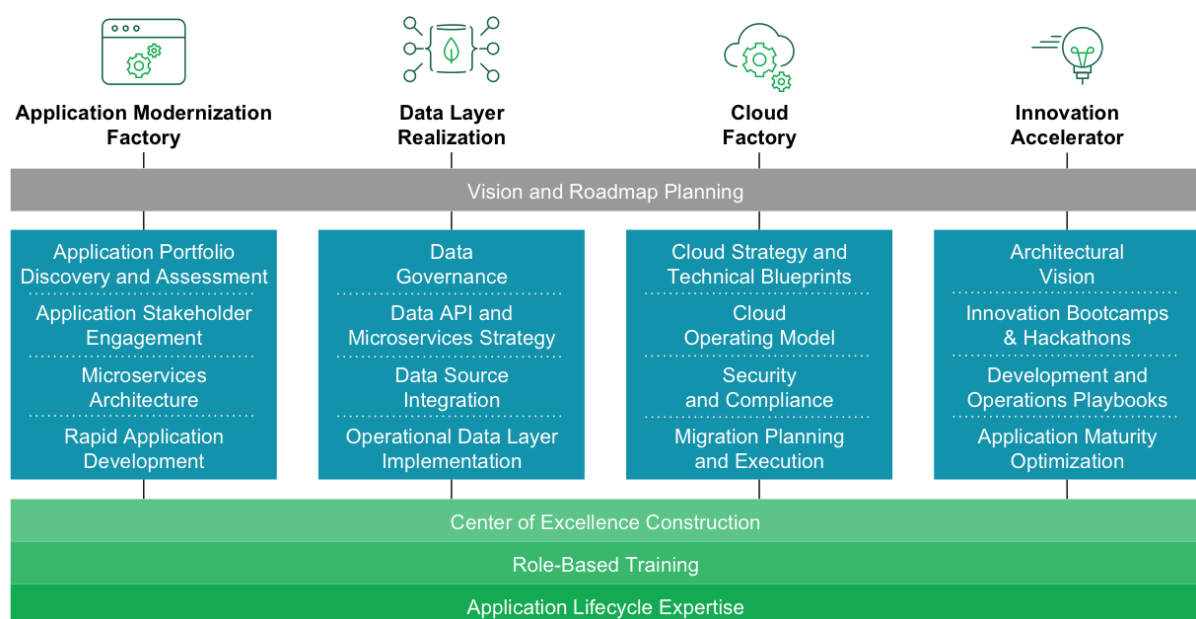 Application Modernization
Factory
Data Layer
Realization
Cloud
Factory
Innovation
Accelerator
Vision and Roadmap Planning
Application Portfolio
Discovery and Assessment
Application Stakeholder
Engagement
Microservices
Architecture
Rapid Application
Development
Data
Governance
Data API and
Microservices Strategy
Data Source
Integration
Operational Data Layer
Implementation
Cloud Strategy and
Technical Blueprints
Cloud
Operating Model
Security
and Compliance
Migration Planning
and Execution
Architectural
Vision
Innovation Bootcamps
& Hackathons
Development and
Operations Playbooks
Application Maturity
Optimization
Center of Excellence Construction
Role-Based Training
Application Lifecycle Expertise